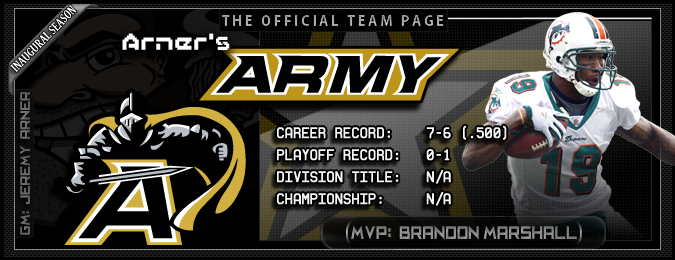 THE OFFICIAL TEAM PAGE
INAUGURAL SEASON
Arner's
ARMY
GM: JEREMY ARNER
A
CAREER RECORD: 7-6 (.500)
PLAYOFF RECORD: 0-1
DIVISION TITLE: N/A
CHAMPIONSHIP: N/A
19
19
(MVP: BRANDON MARSHALL)